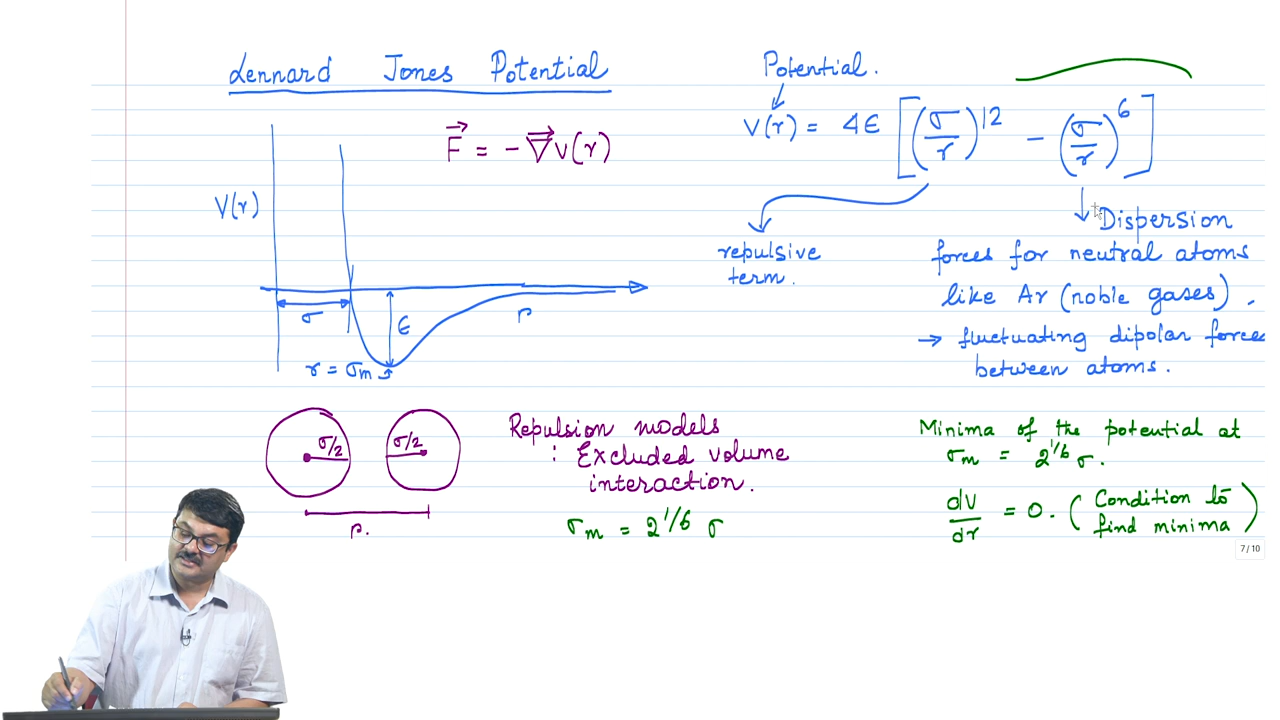 Lennard Jones Potential
Potential.
V(r) = 4ϵ [(σ/r)^12 − (σ/r)^6]
F⃗ = −∇⃗V(r)
V(r)
σ
ϵ
r
r = σm
repulsive
term.
Dispersion
forces for neutral atoms
like Ar (noble gases).
→ fluctuating dipolar forces
between atoms.
σ/2
σ/2
r.
Repulsion models
: Excluded volume
interaction.
σm = 2^1/6 σ
Minima of the potential at
σm = 2^1/6 σ.
dV/dr = 0. (Condition to
find minima)
7/10